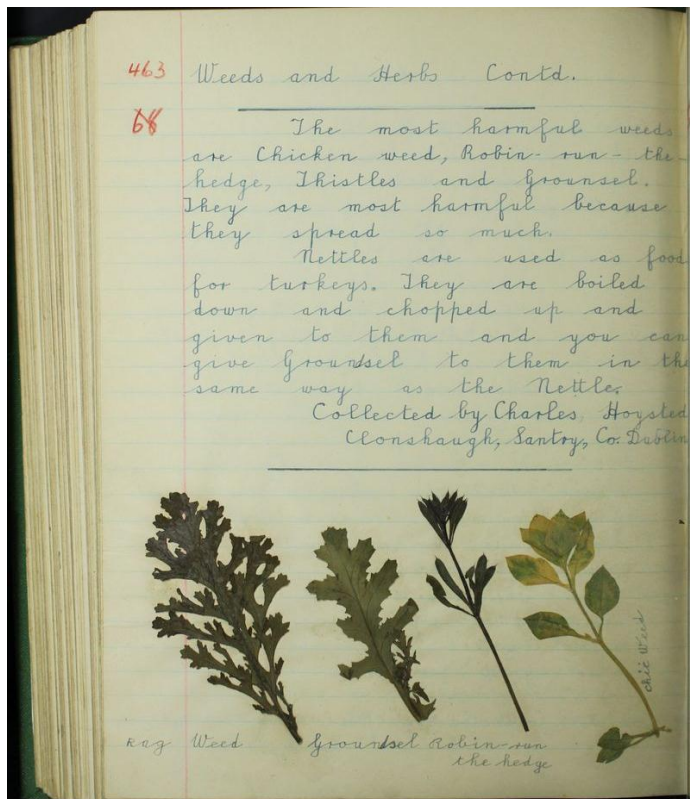 463 Weeds and Herbs Contd.
68
The most harmful weeds
are Chicken weed, Robin-run-the-
hedge, Thistles and Grounsel.
They are most harmful because
they spread so much.
Nettles are used as food
for turkeys. They are boiled
down and chopped up and
given to them and you can
give Grounsel to them in the
same way as the Nettle.
Collected by Charles Hoysted
Clonshaugh, Santry, Co. Dublin
chic Weed
Rag Weed Grounsel Robin-run
the hedge